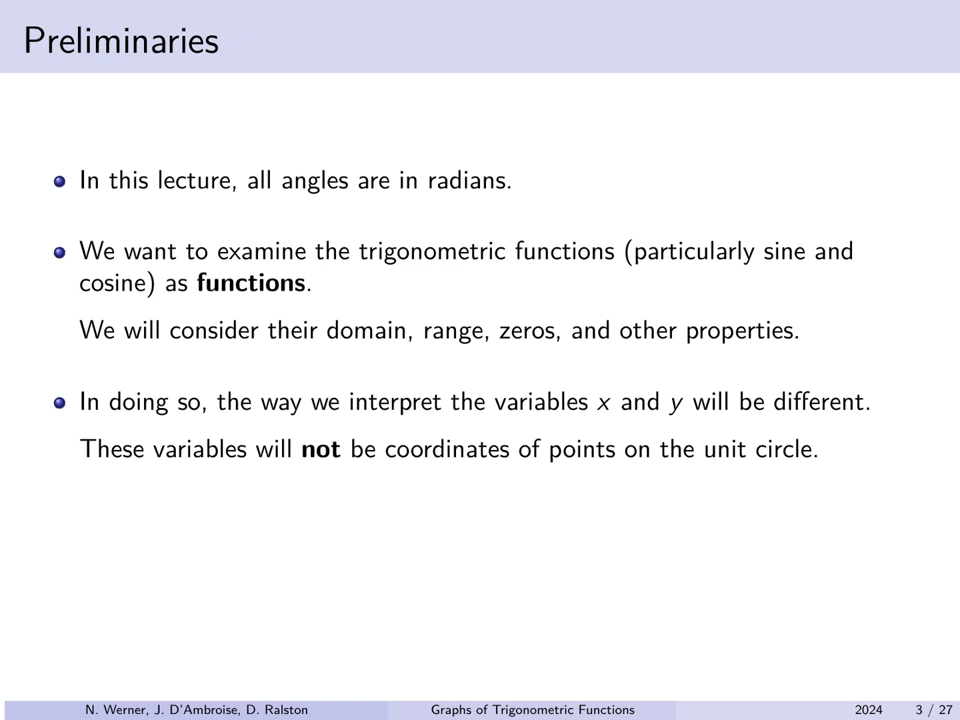 Preliminaries
In this lecture, all angles are in radians.
We want to examine the trigonometric functions (particularly sine and
cosine) as functions.
We will consider their domain, range, zeros, and other properties.
In doing so, the way we interpret the variables x and y will be different.
These variables will not be coordinates of points on the unit circle.
N. Werner, J. D'Ambroise, D. Ralston Graphs of Trigonometric Functions 2024 3 / 27